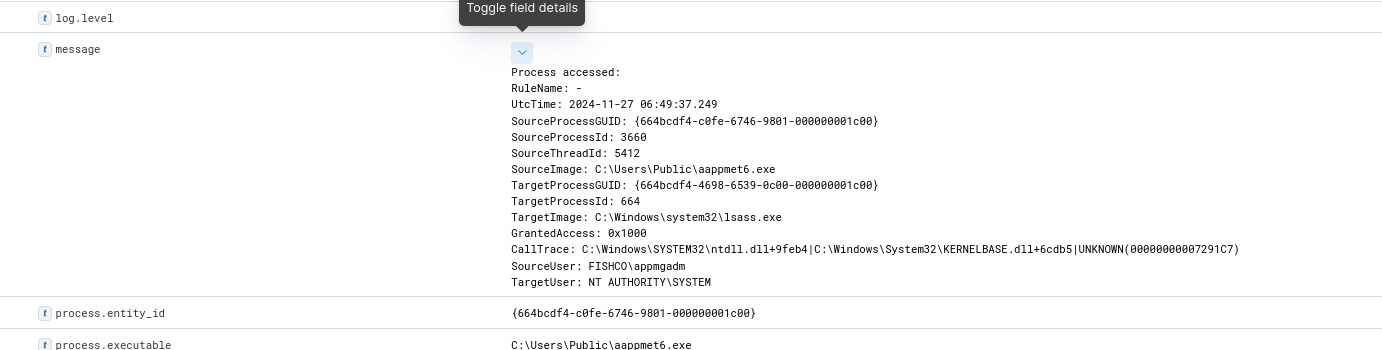 Toggle field details
t log.level
t message
Process accessed:
RuleName: -
UtcTime: 2024-11-27 06:49:37.249
SourceProcessGUID: {664bcdf4-c0fe-6746-9801-000000001c00}
SourceProcessId: 3660
SourceThreadId: 5412
SourceImage: C:\Users\Public\aappmet6.exe
TargetProcessGUID: {664bcdf4-4698-6539-0c00-000000001c00}
TargetProcessId: 664
TargetImage: C:\Windows\system32\lsass.exe
GrantedAccess: 0x1000
CallTrace: C:\Windows\SYSTEM32\ntdll.dll+9feb4|C:\Windows\System32\KERNELBASE.dll+6cdb5|UNKNOWN(00000000007291C7)
SourceUser: FISHCO\appmgadm
TargetUser: NT AUTHORITY\SYSTEM
t process.entity_id {664bcdf4-c0fe-6746-9801-000000001c00}
t process.executable C:\Users\Public\aappmet6.exe